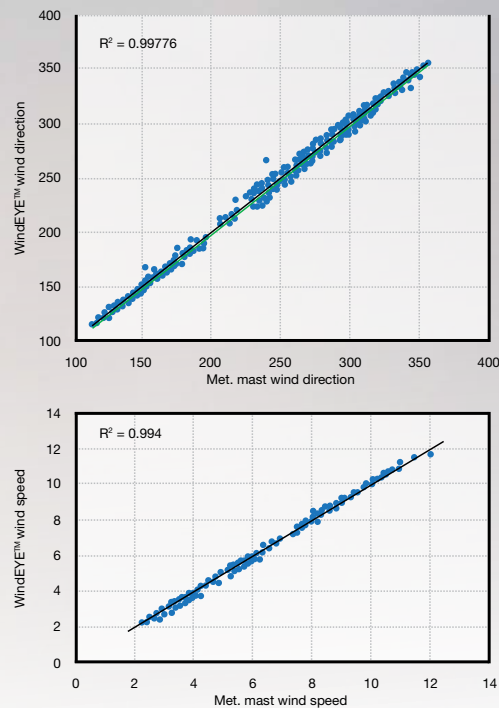 400
R² = 0.99776
350
300
250
200
150
100
WindEYE™ wind direction
100 150 200 250 300 350 400
Met. mast wind direction
14
R² = 0.994
12
10
8
6
4
2
0
WindEYE™ wind speed
0 2 4 6 8 10 12 14
Met. mast wind speed